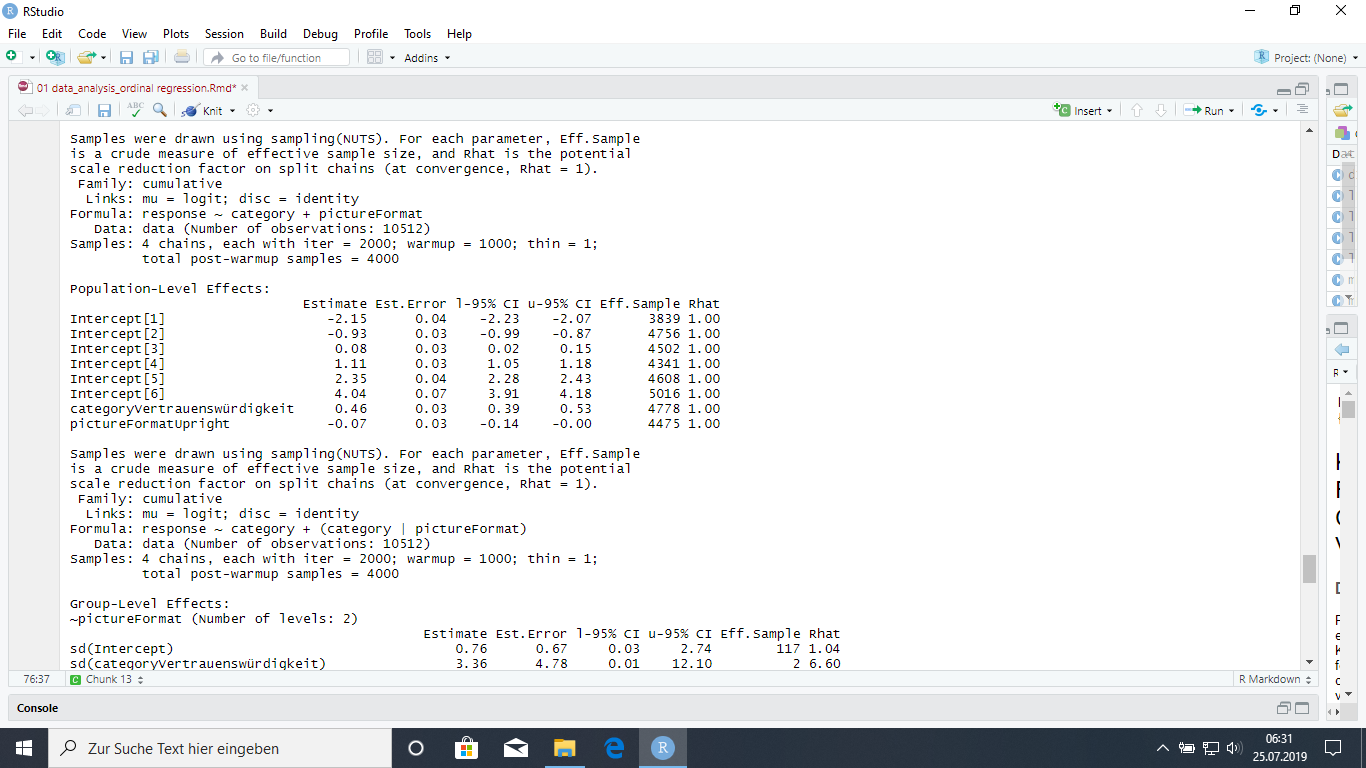 RStudio
File Edit Code View Plots Session Build Debug Profile Tools Help
Go to file/function Addins Project: (None)
01 data_analysis_ordinal regression.Rmd*
ABC Knit Insert Run
Samples were drawn using sampling(NUTS). For each parameter, Eff.Sample
is a crude measure of effective sample size, and Rhat is the potential
scale reduction factor on split chains (at convergence, Rhat = 1).
Family: cumulative
Links: mu = logit; disc = identity
Formula: response ~ category + pictureFormat
Data: data (Number of observations: 10512)
Samples: 4 chains, each with iter = 2000; warmup = 1000; thin = 1;
total post-warmup samples = 4000
Population-Level Effects:
Estimate Est.Error l-95% CI u-95% CI Eff.Sample Rhat
Intercept[1] -2.15 0.04 -2.23 -2.07 3839 1.00
Intercept[2] -0.93 0.03 -0.99 -0.87 4756 1.00
Intercept[3] 0.08 0.03 0.02 0.15 4502 1.00
Intercept[4] 1.11 0.03 1.05 1.18 4341 1.00
Intercept[5] 2.35 0.04 2.28 2.43 4608 1.00
Intercept[6] 4.04 0.07 3.91 4.18 5016 1.00
categoryVertrauenswürdigkeit 0.46 0.03 0.39 0.53 4778 1.00
pictureFormatUpright -0.07 0.03 -0.14 -0.00 4475 1.00
Samples were drawn using sampling(NUTS). For each parameter, Eff.Sample
is a crude measure of effective sample size, and Rhat is the potential
scale reduction factor on split chains (at convergence, Rhat = 1).
Family: cumulative
Links: mu = logit; disc = identity
Formula: response ~ category + (category | pictureFormat)
Data: data (Number of observations: 10512)
Samples: 4 chains, each with iter = 2000; warmup = 1000; thin = 1;
total post-warmup samples = 4000
Group-Level Effects:
~pictureFormat (Number of levels: 2)
Estimate Est.Error l-95% CI u-95% CI Eff.Sample Rhat
sd(Intercept) 0.76 0.67 0.03 2.74 117 1.04
sd(categoryVertrauenswürdigkeit) 3.36 4.78 0.01 12.10 2 6.60
76:37 Chunk 13 R Markdown
Console
Zur Suche Text hier eingeben
06:31
25.07.2019